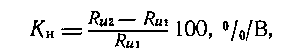 Kн = (Rи2 − Rи1) / Rи1 100, %/В,